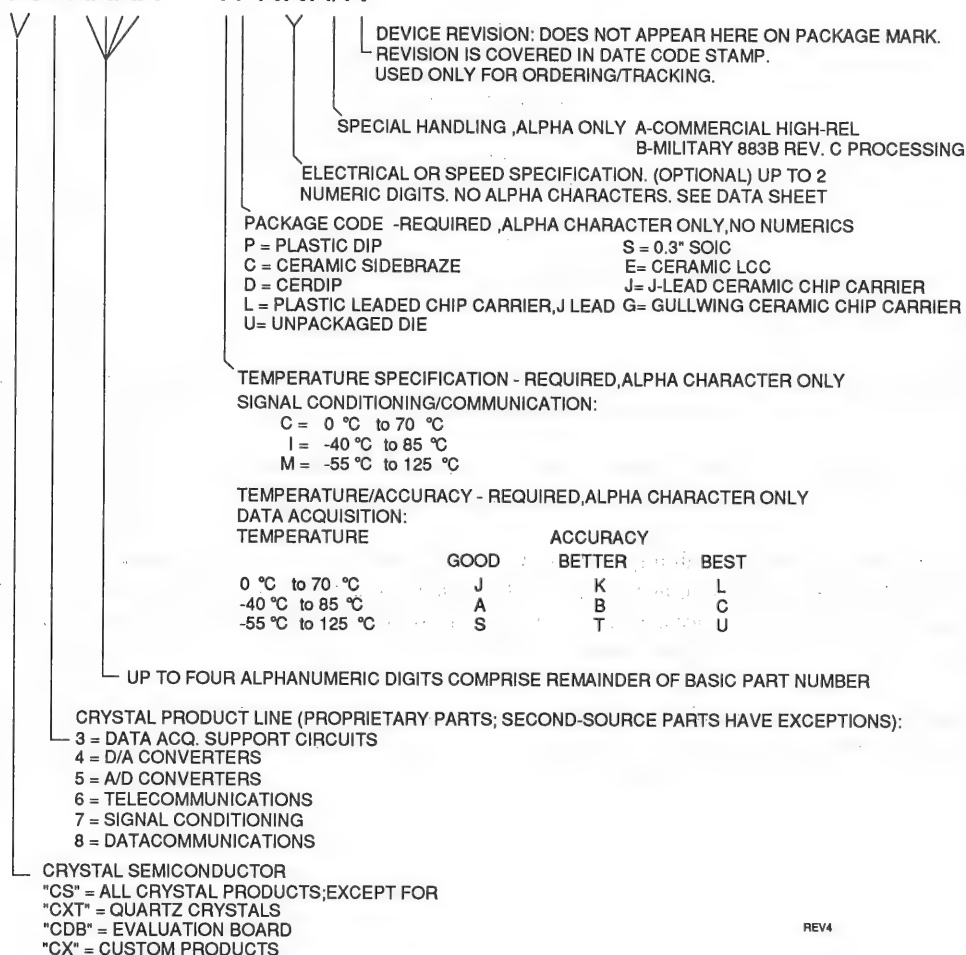 DEVICE REVISION: DOES NOT APPEAR HERE ON PACKAGE MARK.
REVISION IS COVERED IN DATE CODE STAMP.
USED ONLY FOR ORDERING/TRACKING.
SPECIAL HANDLING ,ALPHA ONLY A-COMMERCIAL HIGH-REL
B-MILITARY 883B REV. C PROCESSING
ELECTRICAL OR SPEED SPECIFICATION. (OPTIONAL) UP TO 2
NUMERIC DIGITS. NO ALPHA CHARACTERS. SEE DATA SHEET
PACKAGE CODE -REQUIRED ,ALPHA CHARACTER ONLY,NO NUMERICS
P = PLASTIC DIP S = 0.3" SOIC
C = CERAMIC SIDEBRAZE E= CERAMIC LCC
D = CERDIP J= J-LEAD CERAMIC CHIP CARRIER
L = PLASTIC LEADED CHIP CARRIER,J LEAD G= GULLWING CERAMIC CHIP CARRIER
U= UNPACKAGED DIE
TEMPERATURE SPECIFICATION - REQUIRED,ALPHA CHARACTER ONLY
SIGNAL CONDITIONING/COMMUNICATION:
C = 0 °C to 70 °C
I = -40 °C to 85 °C
M = -55 °C to 125 °C
TEMPERATURE/ACCURACY - REQUIRED,ALPHA CHARACTER ONLY
DATA ACQUISITION:
TEMPERATURE ACCURACY
GOOD BETTER BEST
0 °C to 70 °C J K L
-40 °C to 85 °C A B C
-55 °C to 125 °C S T U
UP TO FOUR ALPHANUMERIC DIGITS COMPRISE REMAINDER OF BASIC PART NUMBER
CRYSTAL PRODUCT LINE (PROPRIETARY PARTS; SECOND-SOURCE PARTS HAVE EXCEPTIONS):
3 = DATA ACQ. SUPPORT CIRCUITS
4 = D/A CONVERTERS
5 = A/D CONVERTERS
6 = TELECOMMUNICATIONS
7 = SIGNAL CONDITIONING
8 = DATACOMMUNICATIONS
CRYSTAL SEMICONDUCTOR
"CS" = ALL CRYSTAL PRODUCTS;EXCEPT FOR
"CXT" = QUARTZ CRYSTALS
"CDB" = EVALUATION BOARD
"CX" = CUSTOM PRODUCTS
REV4